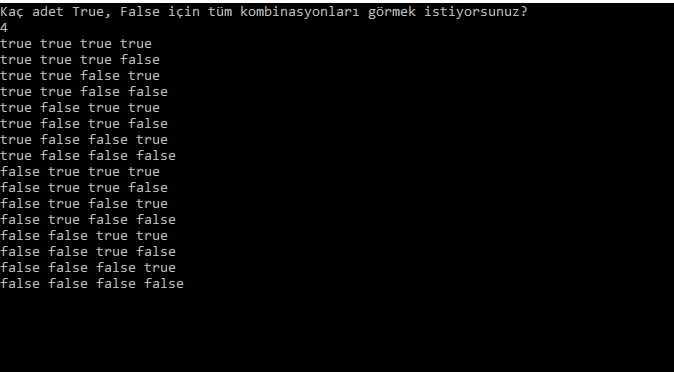 Kaç adet True, False için tüm kombinasyonları görmek istiyorsunuz?
4
true true true true
true true true false
true true false true
true true false false
true false true true
true false true false
true false false true
true false false false
false true true true
false true true false
false true false true
false true false false
false false true true
false false true false
false false false true
false false false false